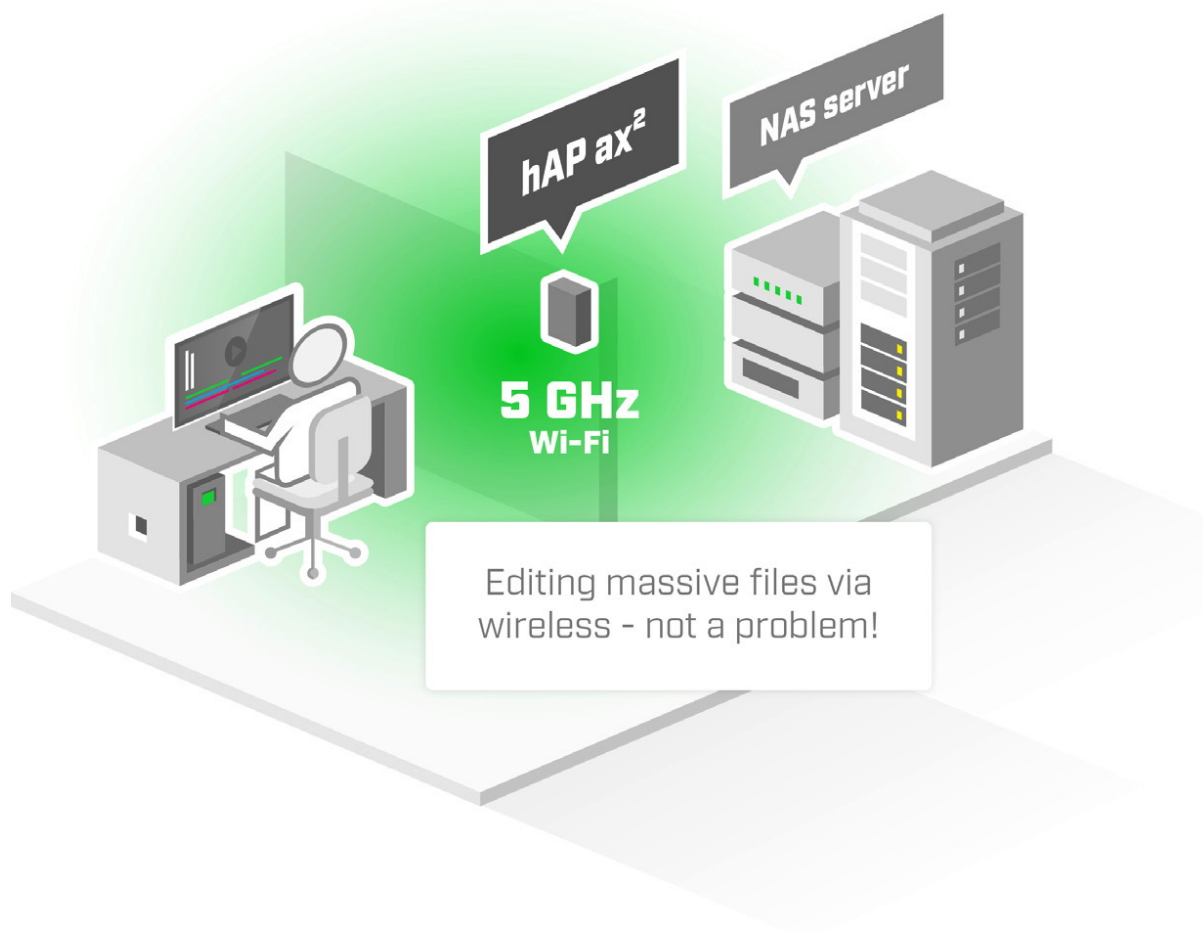 hAP ax²
NAS server
5 GHz
Wi-Fi
Editing massive files via
wireless - not a problem!